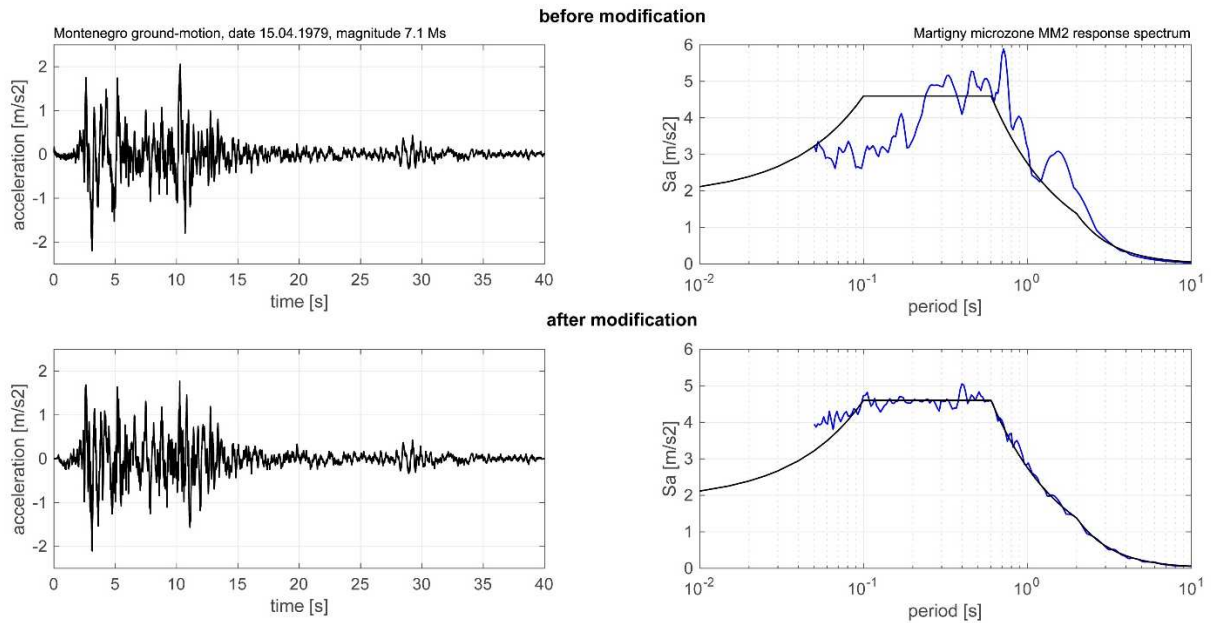 before modification
Montenegro ground-motion, date 15.04.1979, magnitude 7.1 Ms
Martigny microzone MM2 response spectrum
acceleration [m/s2]
2
1
0
-1
-2
0 5 10 15 20 25 30 35 40
time [s]
Sa [m/s2]
6
5
4
3
2
1
0
10-2 10-1 100 101
period [s]
after modification
acceleration [m/s2]
2
1
0
-1
-2
0 5 10 15 20 25 30 35 40
time [s]
Sa [m/s2]
6
5
4
3
2
1
0
10-2 10-1 100 101
period [s]